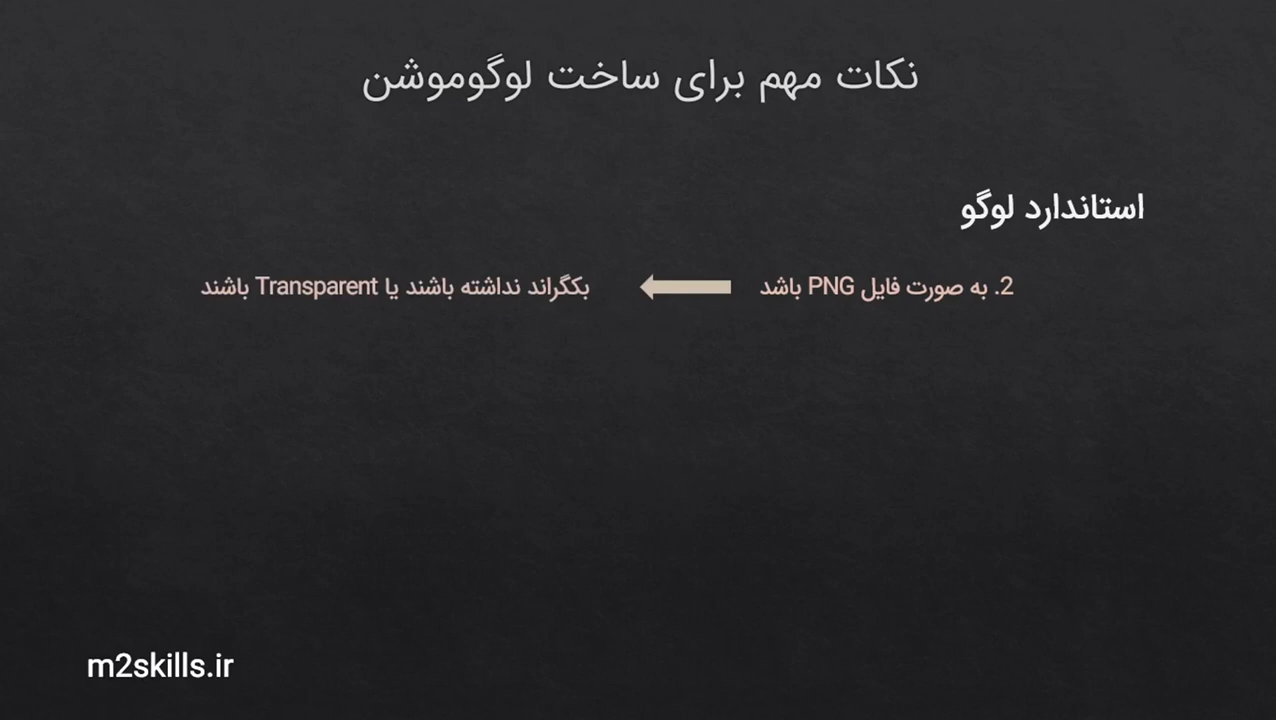 نکات مهم برای ساخت لوگوموشن
استاندارد لوگو
2. به صورت فایل PNG باشد
بکگراند نداشته باشند یا Transparent باشند
m2skills.ir